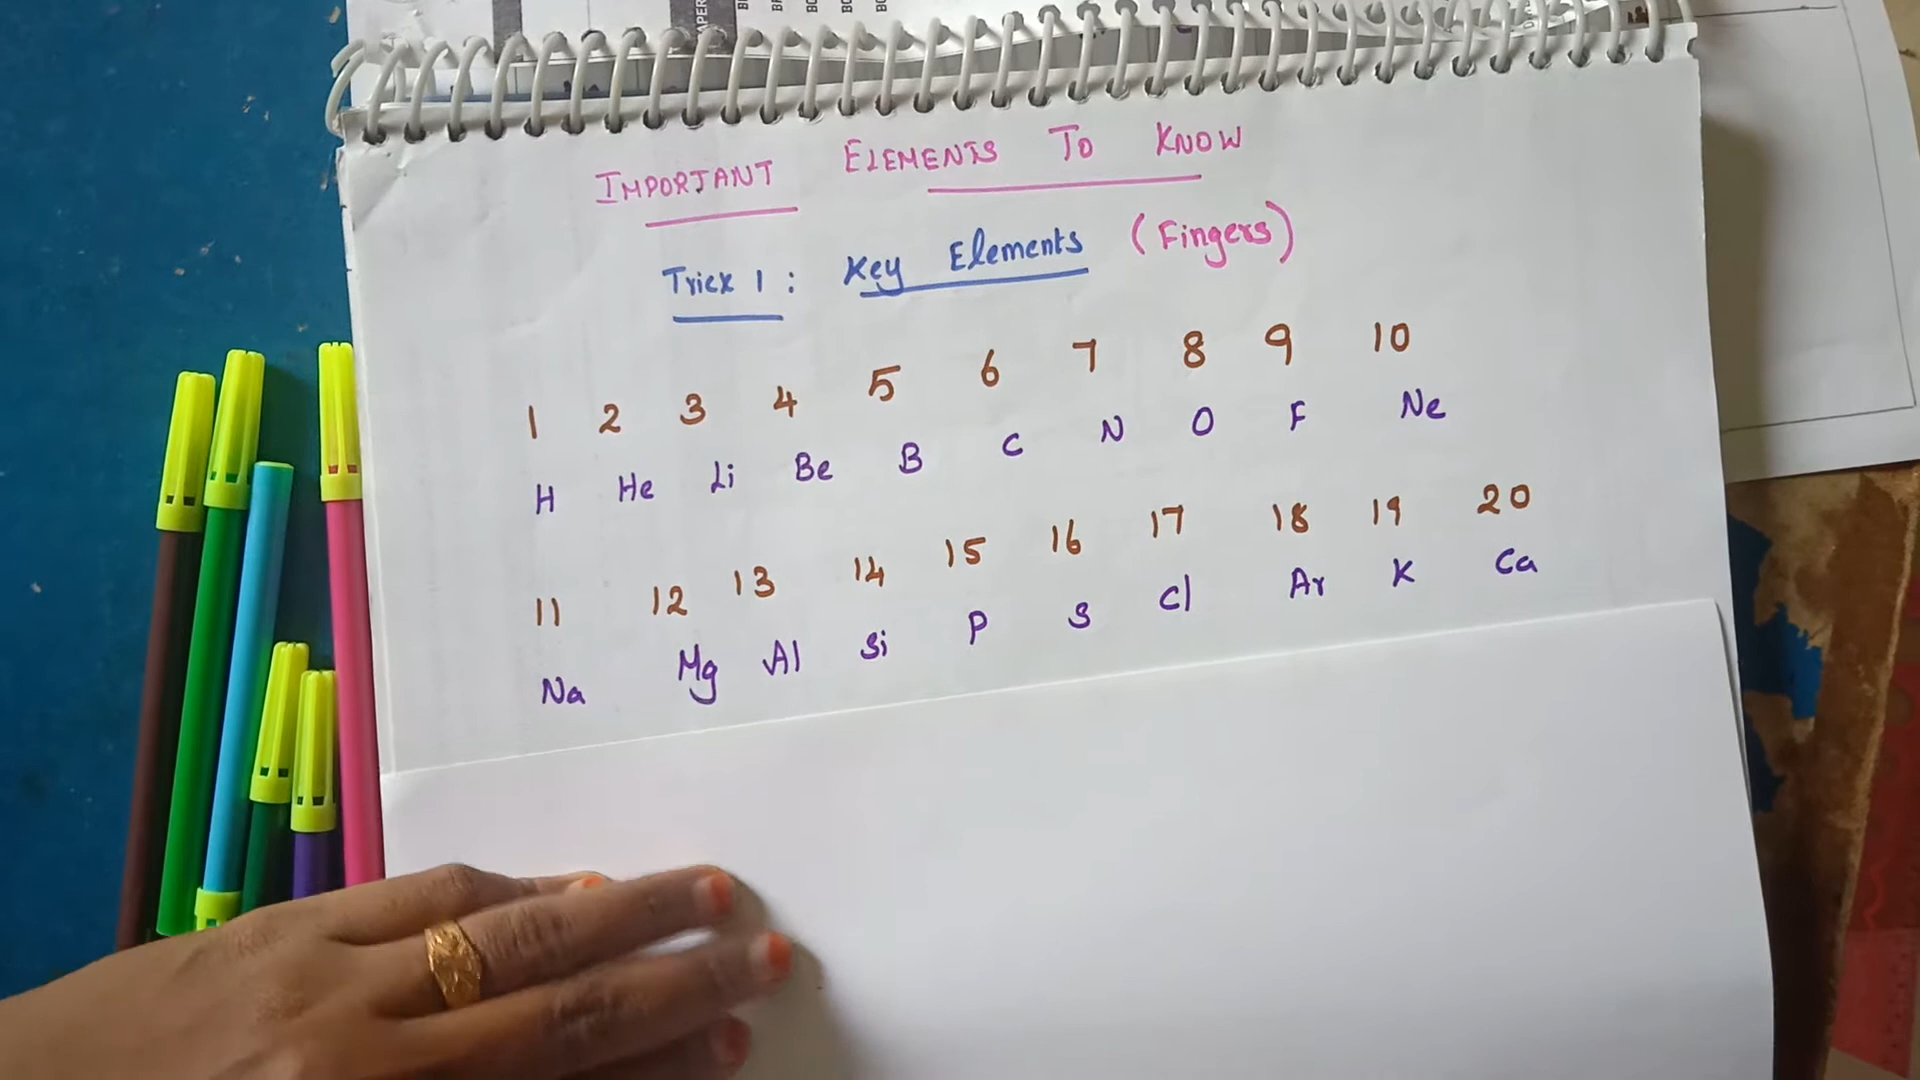 IMPORTANT ELEMENTS TO KNOW
Trick 1 : Key Elements (Fingers)
1 2 3 4 5 6 7 8 9 10
H He Li Be B C N O F Ne
11 12 13 14 15 16 17 18 19 20
Na Mg Al Si P S Cl Ar K Ca